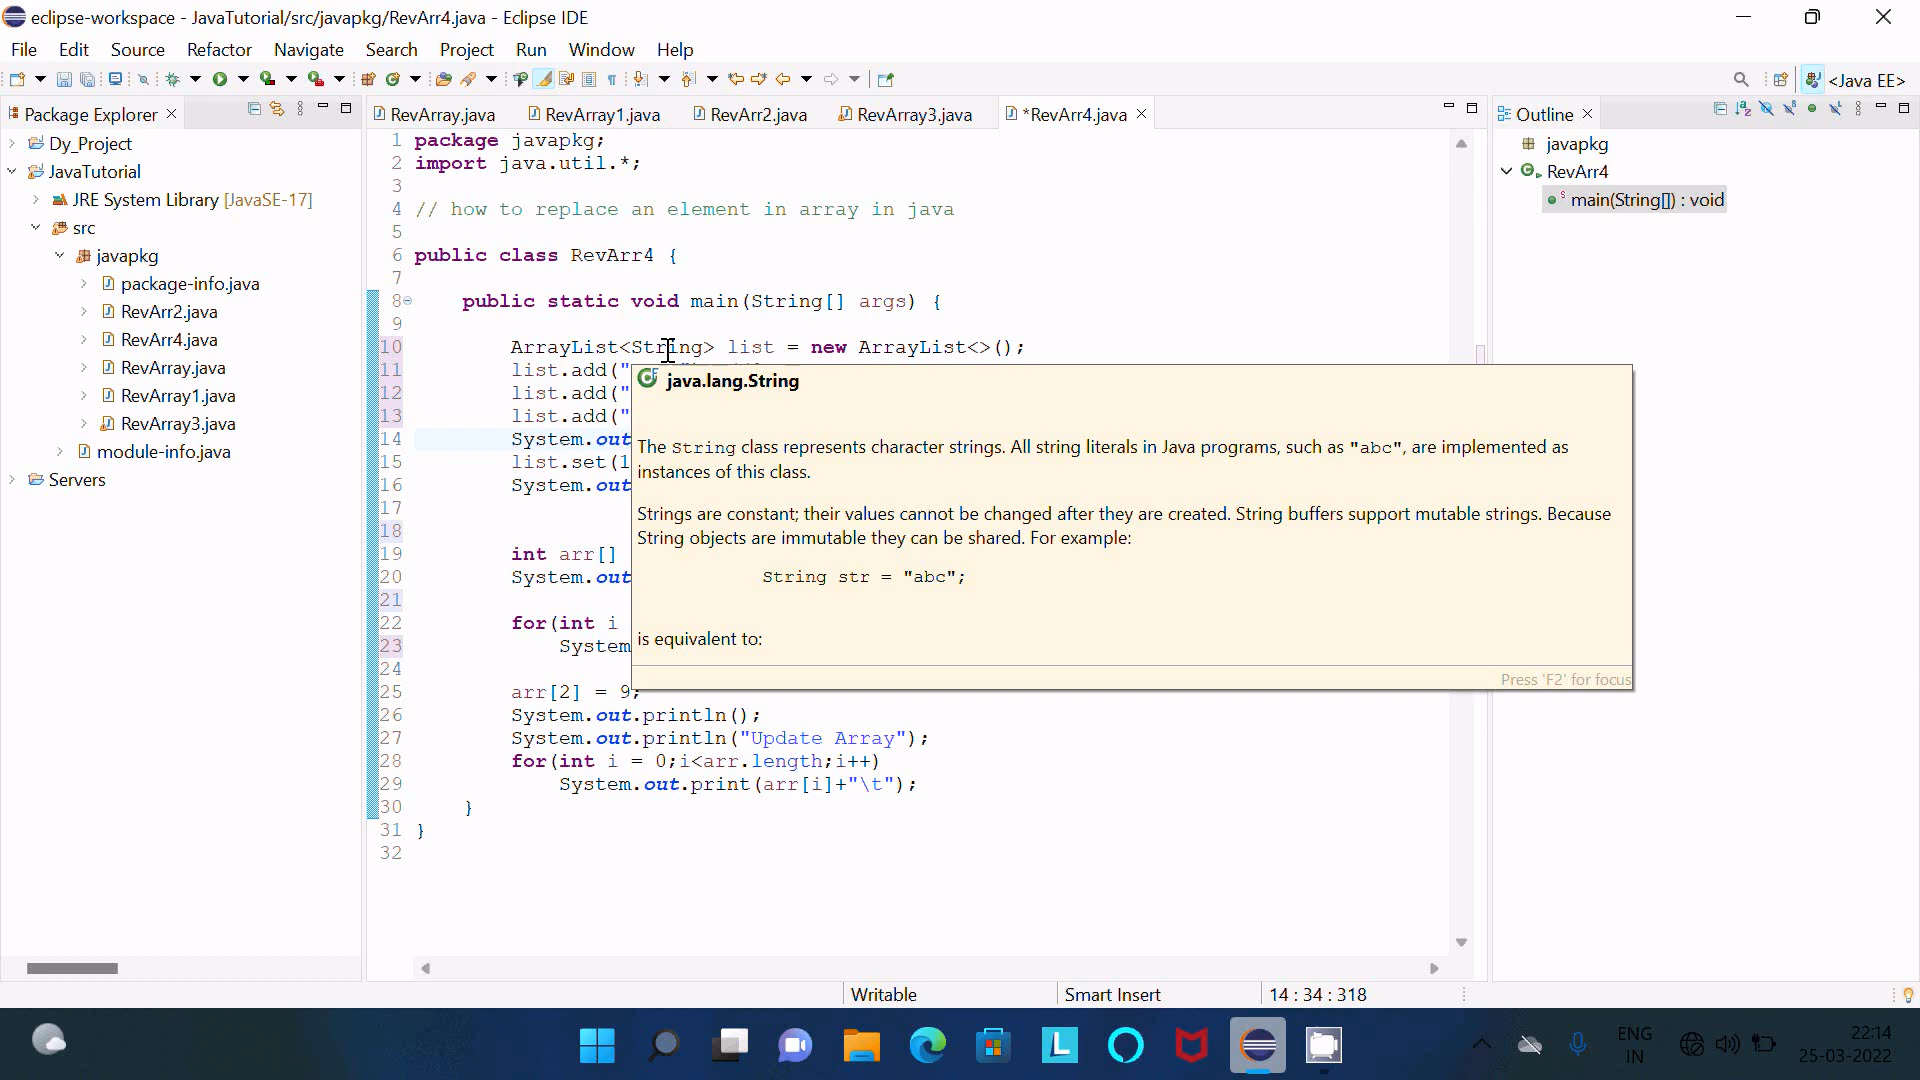 eclipse-workspace - JavaTutorial/src/javapkg/RevArr4.java - Eclipse IDE
File Edit Source Refactor Navigate Search Project Run Window Help
<Java EE>
Package Explorer
RevArray.java RevArray1.java RevArr2.java RevArray3.java *RevArr4.java
Outline
Dy_Project
JavaTutorial
JRE System Library [JavaSE-17]
src
javapkg
package-info.java
RevArr2.java
RevArr4.java
RevArray.java
RevArray1.java
RevArray3.java
module-info.java
Servers
1 package javapkg;
2 import java.util.*;
3
4 // how to replace an element in array in java
5
6 public class RevArr4 {
7
8 public static void main(String[] args) {
9
10 ArrayList<String> list = new ArrayList<>();
11 list.add("
12 list.add("
13 list.add("
14 System.out
15 list.set(1
16 System.out
17
18
19 int arr[]
20 System.out
21
22 for(int i
23 System
24
25 arr[2] = 9;
26 System.out.println();
27 System.out.println("Update Array");
28 for(int i = 0;i<arr.length;i++)
29 System.out.print(arr[i]+"\t");
30 }
31 }
32
java.lang.String
The String class represents character strings. All string literals in Java programs, such as "abc", are implemented as
instances of this class.
Strings are constant; their values cannot be changed after they are created. String buffers support mutable strings. Because
String objects are immutable they can be shared. For example:
String str = "abc";
is equivalent to:
Press 'F2' for focus
javapkg
RevArr4
main(String[]) : void
Writable Smart Insert 14 : 34 : 318
L
ENG
IN
22:14
25-03-2022